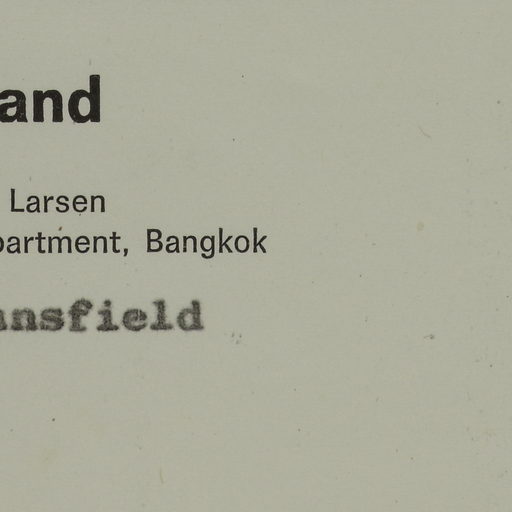 and
Larsen
partment, Bangkok
nsfield